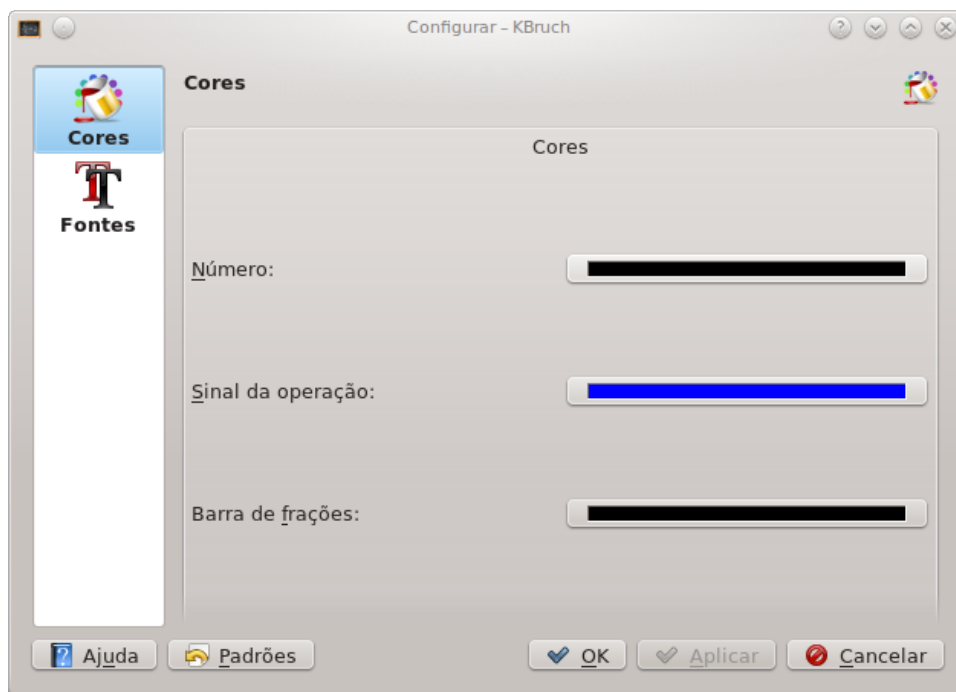 Configurar – KBruch
Cores
Fontes
Cores
Cores
Número:
Sinal da operação:
Barra de frações:
Ajuda
Padrões
OK
Aplicar
Cancelar